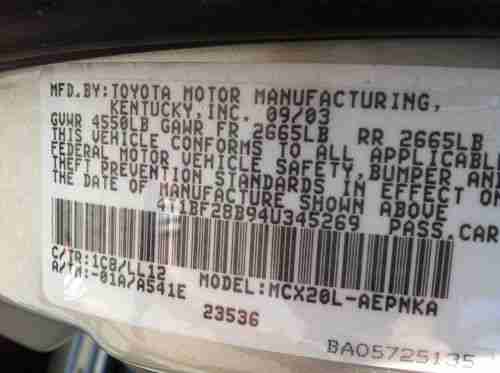 MFD.BY:TOYOTA MOTOR MANUFACTURING,
KENTUCKY,INC. 09/03
GVWR 4550LB GAWR FR 2665LB RR 2665LB
THIS VEHICLE CONFORMS TO ALL APPLICABLE
FEDERAL MOTOR VEHICLE SAFETY,BUMPER AND
THEFT PREVENTION STANDARDS IN EFFECT ON
THE DATE OF MANUFACTURE SHOWN ABOVE
4T1BF28B94U345269 PASS.CAR
C/TR:1C8/LL12
A/TM:-01A/A541E MODEL:MCX20L-AEPNKA
23536
BA05725135